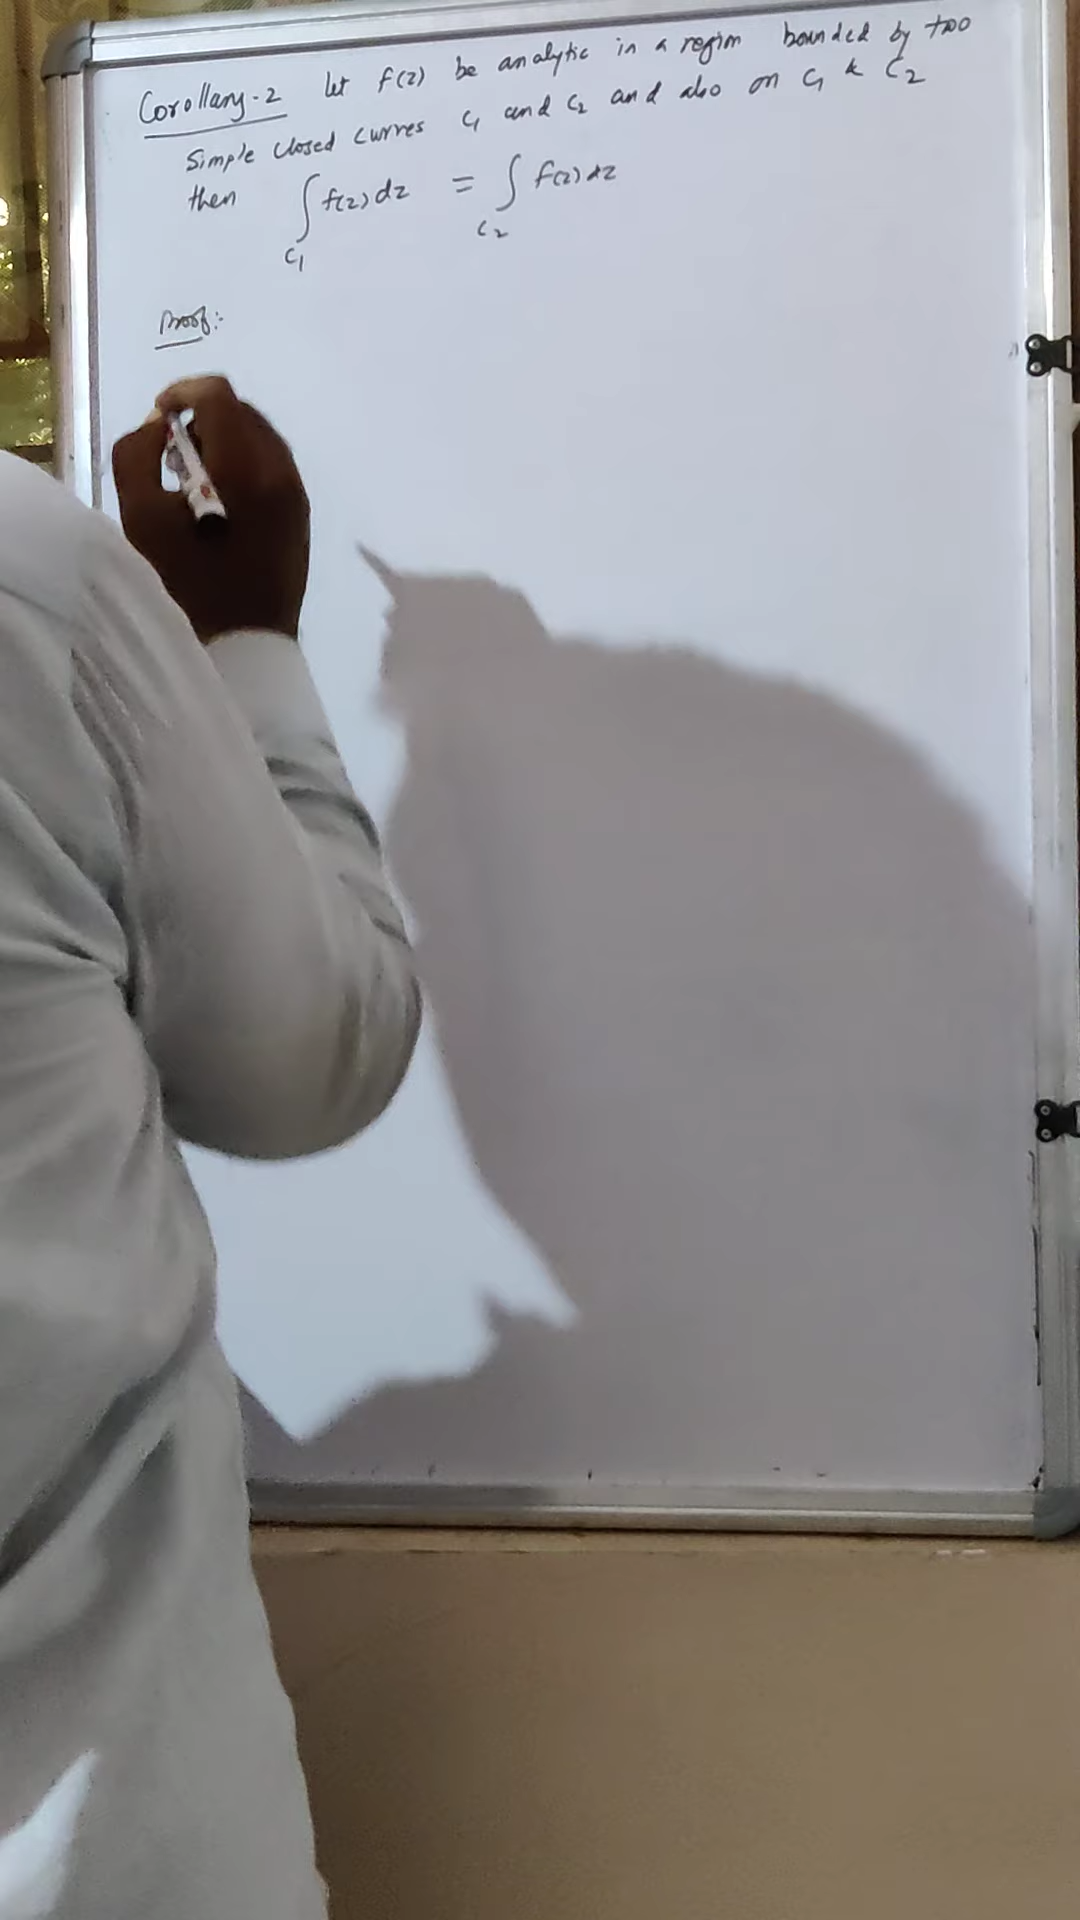 Corollary-2 let f(z) be analytic in a region bounded by two
Simple closed curves C1 and C2 and also on C1 & C2
then ∫C1 f(z) dz = ∫C2 f(z) dz
Proof:-